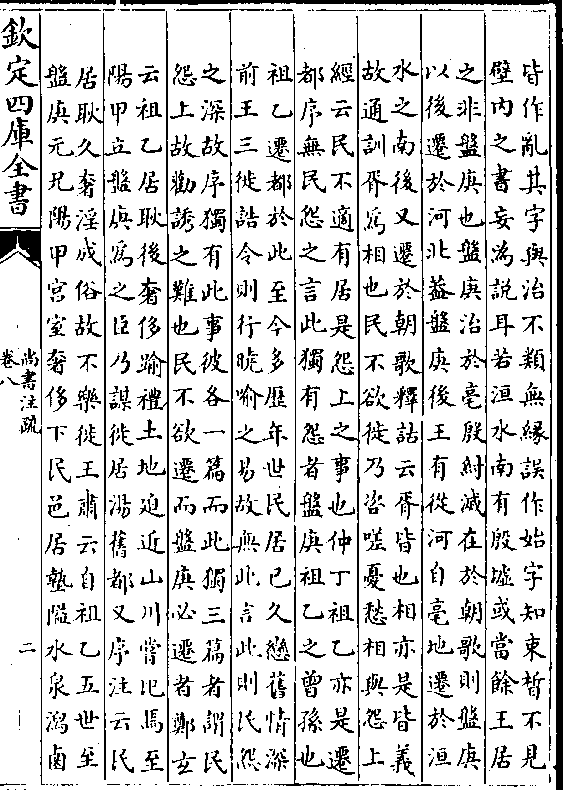 皆作亂其字與治不類無緣誤作始字知束晳不見
壁內之書妄為說耳若洹水南有殷墟或當餘王居
之非盤庚也盤庚治於亳殷紂滅在於朝歌則盤庚
以後遷於河北葢盤庚後王有從河自亳地遷於洹
水之南後又遷於朝歌釋詁云胥皆也相亦是皆義
故通訓胥為相也民不欲徙乃咨嗟憂愁相與怨上
經云民不適有居是怨上之事也仲丁祖乙亦是遷
都序無民怨之言此獨有怨者盤庚祖乙之曾孫也
祖乙遷都於此至今多歷年世民居已久戀舊情深
前王三徙誥令則行曉喻之易故無此言此則民怨
之深故序獨有此事彼各一篇而此獨三篇者謂民
怨上故勸誘之難也民不欲遷而盤庚必遷者鄭玄
云祖乙居耿後奢侈踰禮土地迫近山川嘗圯焉至
陽甲立盤庚為之臣乃謀徙居湯舊都又序注云民
居耿久奢淫成俗故不樂徙王肅云自祖乙五世至
盤庚元兄陽甲宮室奢侈下民邑居墊隘水泉瀉鹵
欽定四庫全書
尚書注疏
卷八
二